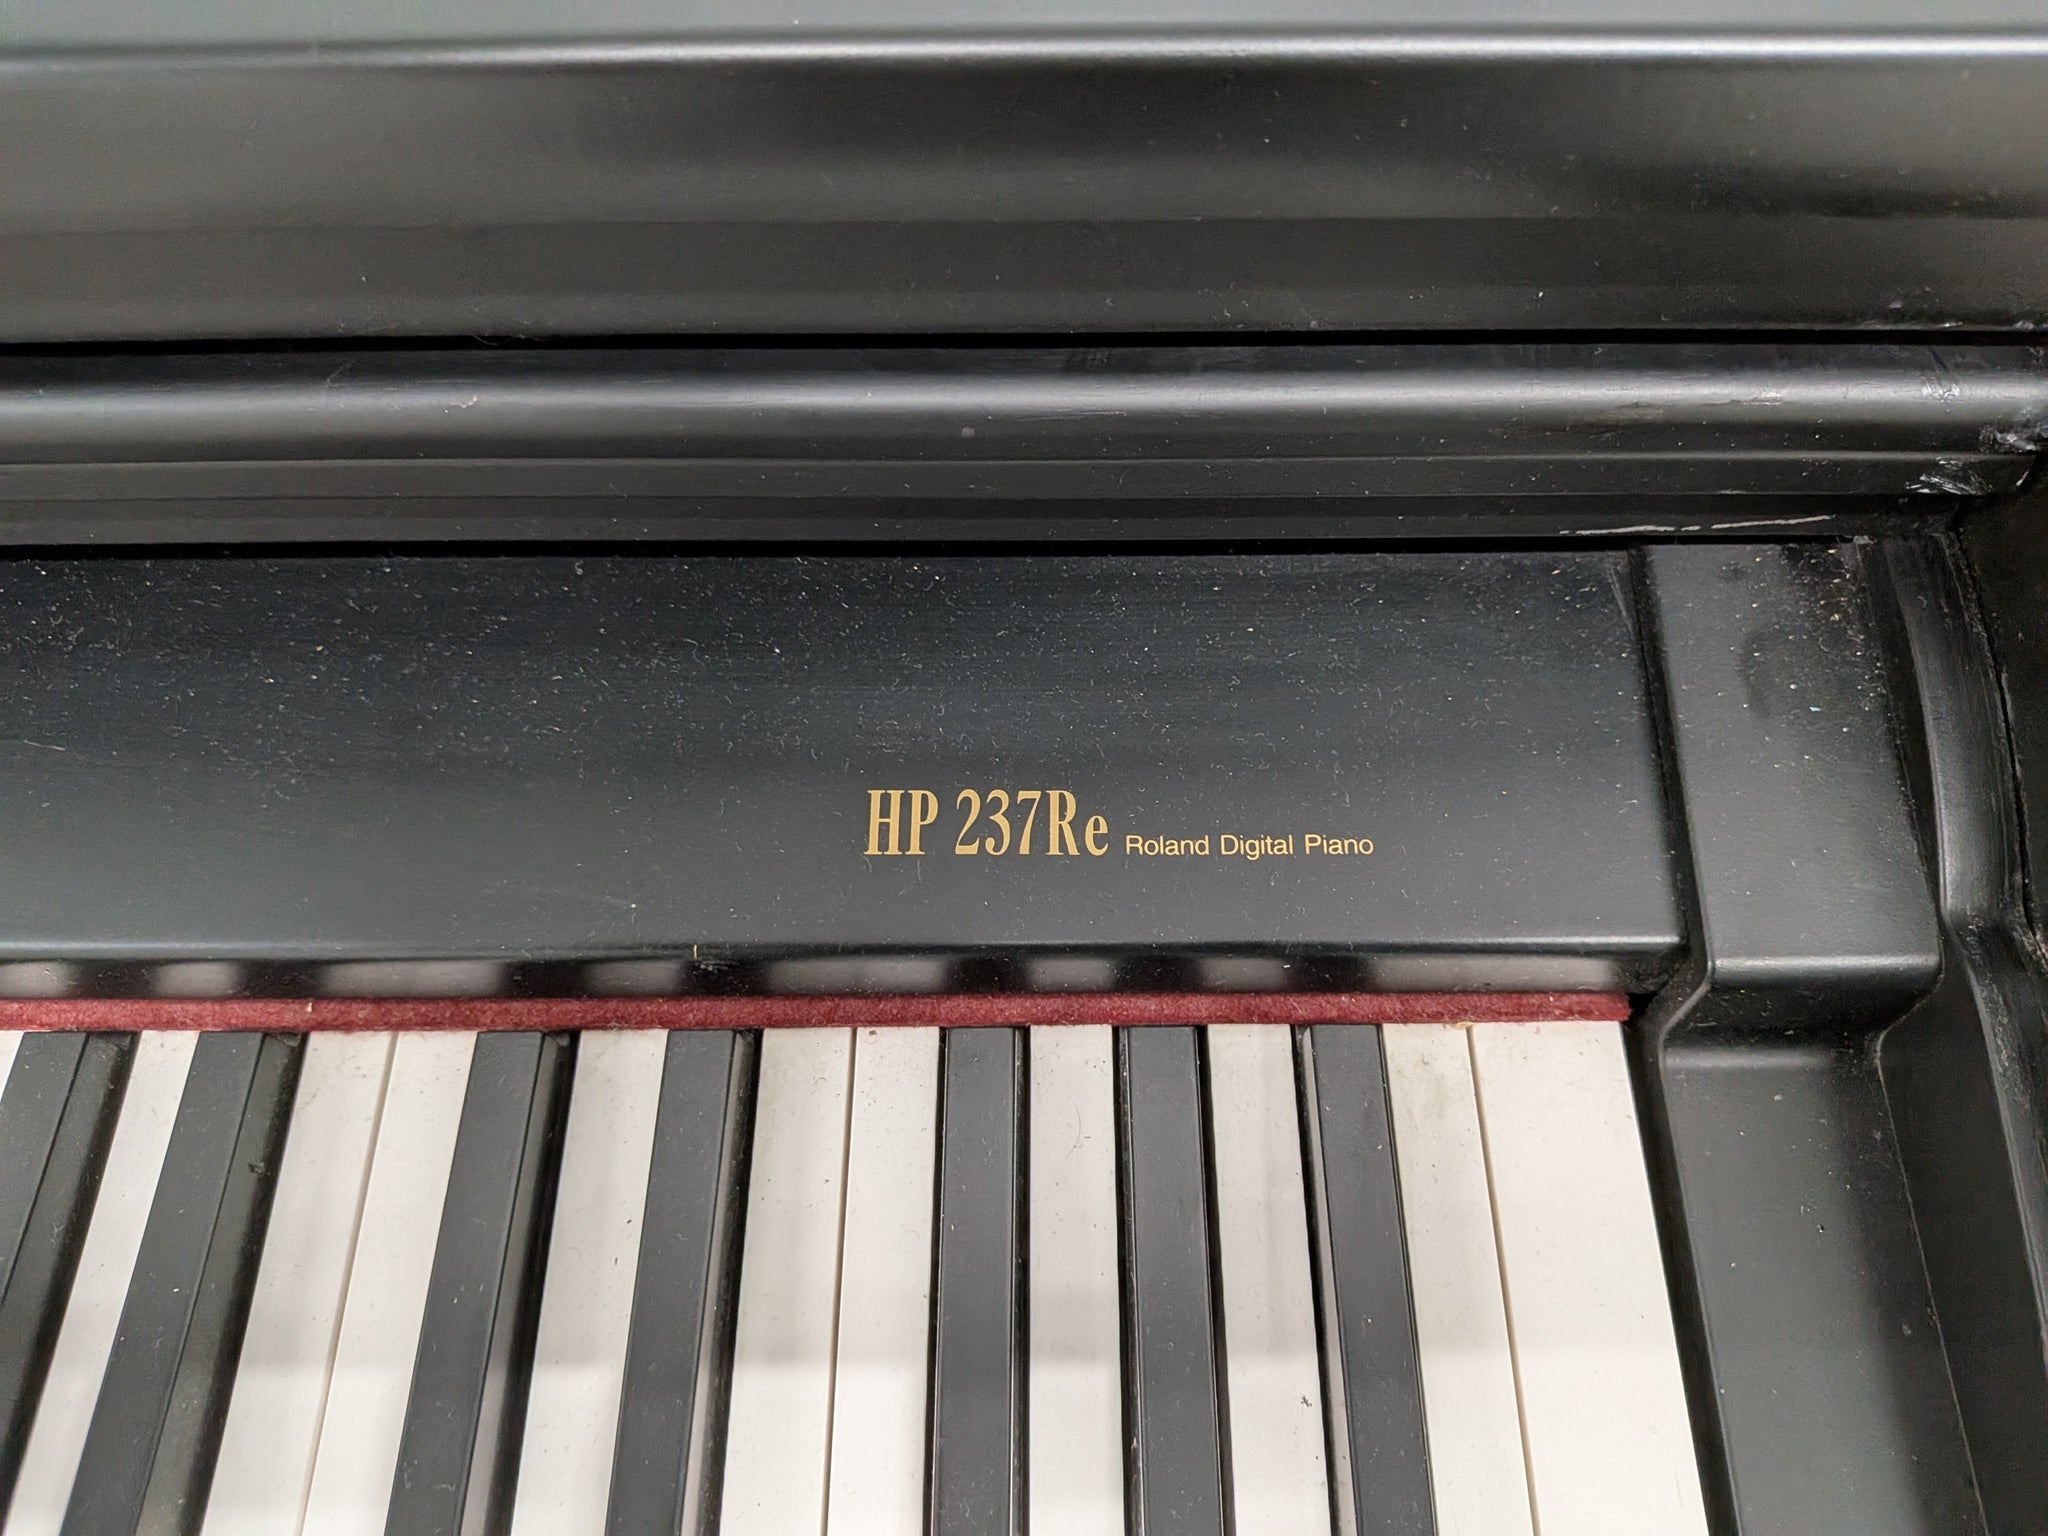 HP 237Re Roland Digital Piano